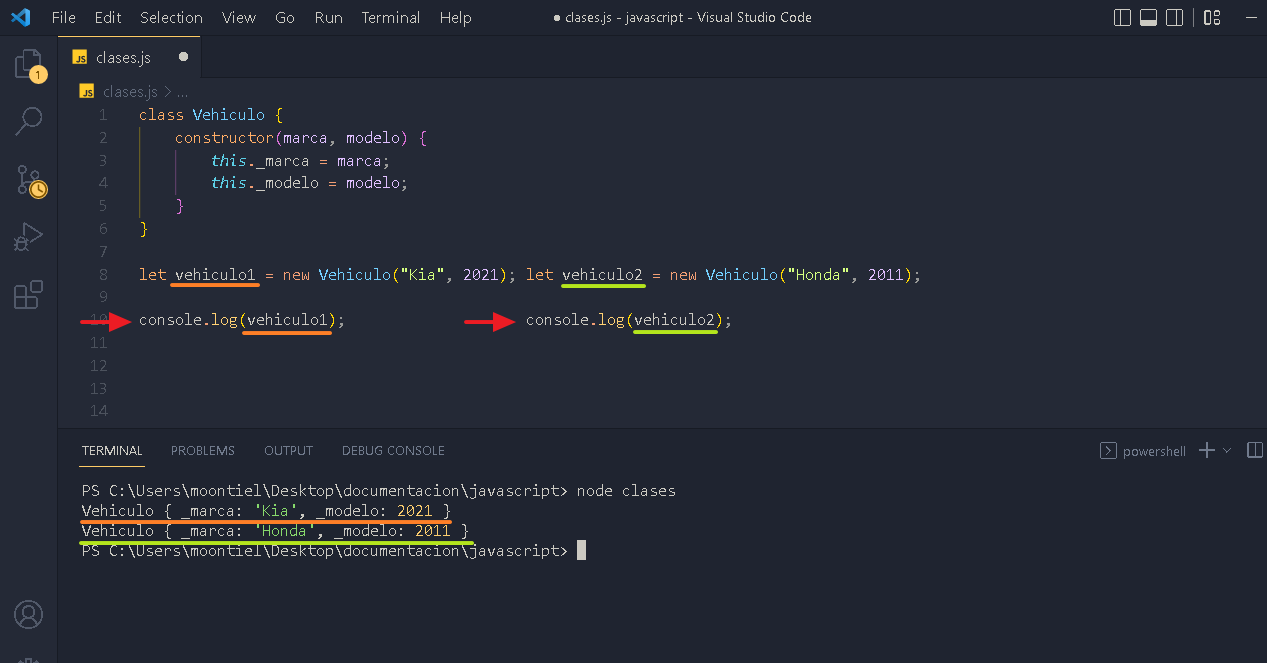 File Edit Selection View Go Run Terminal Help ● clases.js - javascript - Visual Studio Code
JS clases.js ●
1
JS clases.js > ...
1 class Vehiculo {
2 constructor(marca, modelo) {
3 this._marca = marca;
4 this._modelo = modelo;
5 }
6 }
7
8 let vehiculo1 = new Vehiculo("Kia", 2021); let vehiculo2 = new Vehiculo("Honda", 2011);
9
10 console.log(vehiculo1); console.log(vehiculo2);
11
12
13
14
TERMINAL PROBLEMS OUTPUT DEBUG CONSOLE powershell
PS C:\Users\moontiel\Desktop\documentacion\javascript> node clases
Vehiculo { _marca: 'Kia', _modelo: 2021 }
Vehiculo { _marca: 'Honda', _modelo: 2011 }
PS C:\Users\moontiel\Desktop\documentacion\javascript>